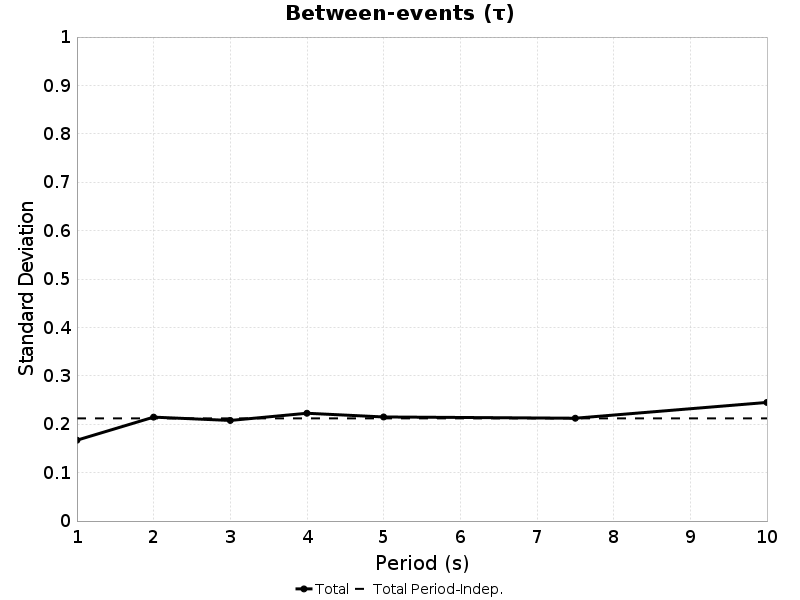 Between-events (τ)
1
0.9
0.8
0.7
0.6
0.5
0.4
0.3
0.2
0.1
0
Standard Deviation
1 2 3 4 5 6 7 8 9 10
Period (s)
Total Total Period-Indep.